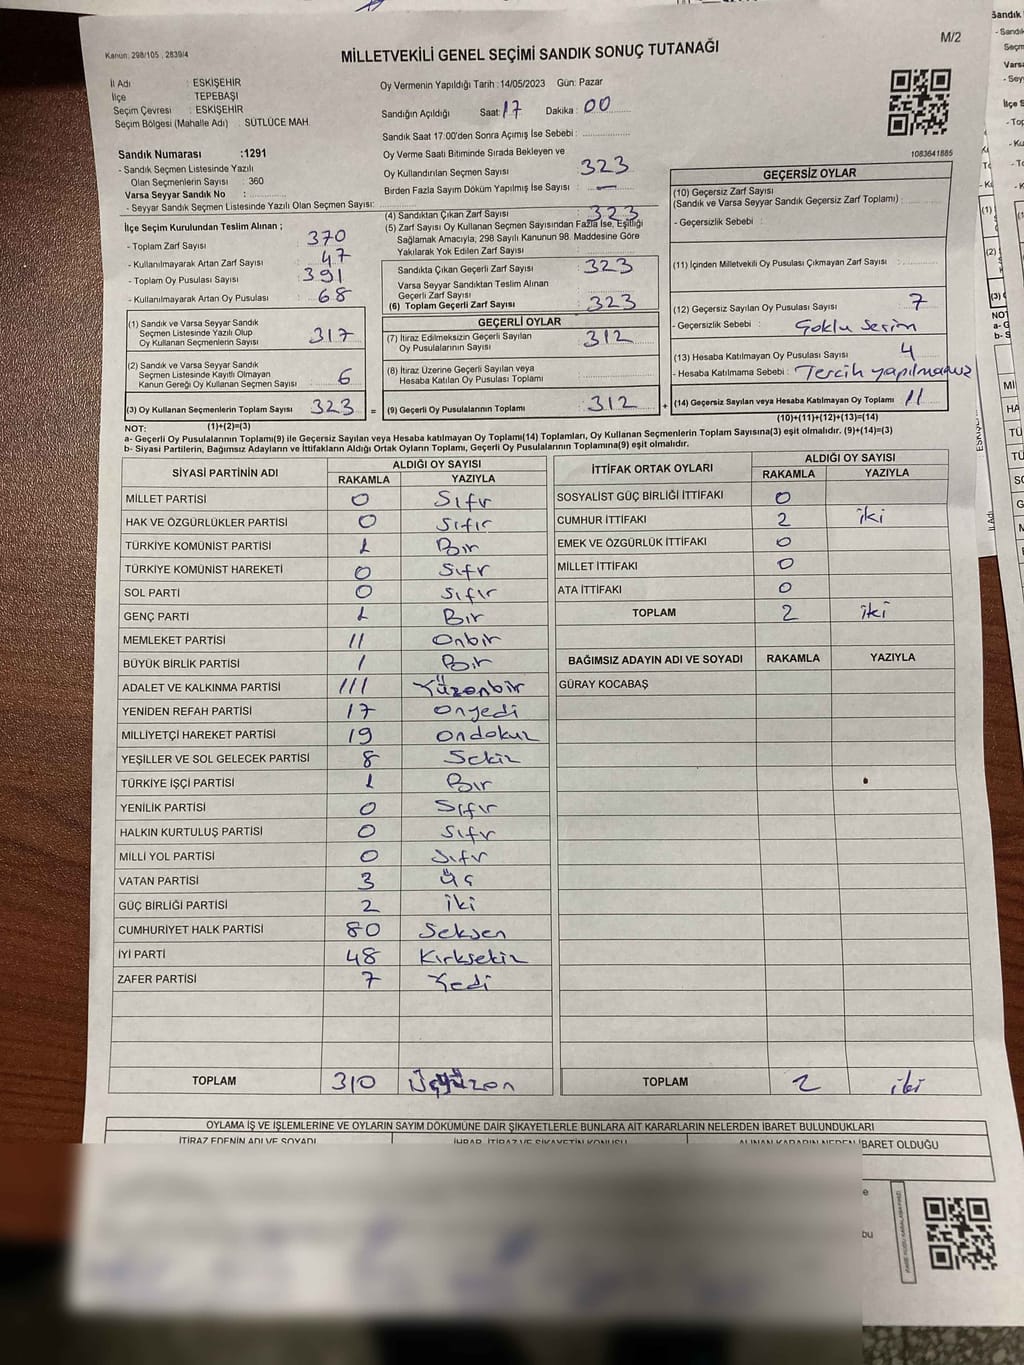 M/2
Kanun: 298/105 , 2839/4
MİLLETVEKİLİ GENEL SEÇİMİ SANDIK SONUÇ TUTANAĞI
İl Adı : ESKİŞEHİR
İlçe TEPEBAŞI
Seçim Çevresi : ESKİŞEHİR
Seçim Bölgesi (Mahalle Adı) : SÜTLÜCE MAH
Oy Vermenin Yapıldığı Tarih : 14/05/2023 Gün: Pazar
Sandığın Açıldığı Saat: 17 Dakika : 00
Sandık Saat 17:00'den Sonra Açımış İse Sebebi :
Sandık Numarası :1291
- Sandık Seçmen Listesinde Yazılı
Olan Seçmenlerin Sayısı : 360
Varsa Seyyar Sandık No :
- Seyyar Sandık Seçmen Listesinde Yazılı Olan Seçmen Sayısı:
Oy Verme Saati Bitiminde Sırada Bekleyen ve
Oy Kullandırılan Seçmen Sayısı 323
Birden Fazla Sayım Döküm Yapılmış İse Sayısı : —
1083641885
İlçe Seçim Kurulundan Teslim Alınan ;
- Toplam Zarf Sayısı : 370
- Kullanılmayarak Artan Zarf Sayısı : 47
- Toplam Oy Pusulası Sayısı : 391
- Kullanılmayarak Artan Oy Pusulası : 68
(1) Sandık ve Varsa Seyyar Sandık
Seçmen Listesinde Yazılı Olup
Oy Kullanan Seçmenlerin Sayısı : 317
(2) Sandık ve Varsa Seyyar Sandık
Seçmen Listesinde Kayıtlı Olmayan
Kanun Gereği Oy Kullanan Seçmen Sayısı : 6
(3) Oy Kullanan Seçmenlerin Toplam Sayısı 323 =
(1)+(2)=(3)
(4) Sandıktan Çıkan Zarf Sayısı : 323
(5) Zarf Sayısı Oy Kullanan Seçmen Sayısından Fazla İse, Eşitliği
Sağlamak Amacıyla, 298 Sayılı Kanunun 98. Maddesine Göre
Yakılarak Yok Edilen Zarf Sayısı :
Sandıkta Çıkan Geçerli Zarf Sayısı : 323
Varsa Seyyar Sandıktan Teslim Alınan
Geçerli Zarf Sayısı
(6) Toplam Geçerli Zarf Sayısı : 323
GEÇERLİ OYLAR
(7) İtiraz Edilmeksizin Geçerli Sayılan
Oy Pusulalarının Sayısı : 312
(8) İtiraz Üzerine Geçerli Sayılan veya
Hesaba Katılan Oy Pusulası Toplamı
(9) Geçerli Oy Pusulalarının Toplamı : 312 +
GEÇERSİZ OYLAR
(10) Geçersiz Zarf Sayısı
(Sandık ve Varsa Seyyar Sandık Geçersiz Zarf Toplamı)
- Geçersizlik Sebebi :
(11) İçinden Milletvekili Oy Pusulası Çıkmayan Zarf Sayısı :
(12) Geçersiz Sayılan Oy Pusulası Sayısı : 7
- Geçersizlik Sebebi : Çoklu Seçim
(13) Hesaba Katılmayan Oy Pusulası Sayısı 4
- Hesaba Katılmama Sebebi : Tercih yapılmamız
(14) Geçersiz Sayılan veya Hesaba Katılmayan Oy Toplamı 11
(10)+(11)+(12)+(13)=(14)
NOT:
a- Geçerli Oy Pusulalarının Toplamı(9) ile Geçersiz Sayılan veya Hesaba katılmayan Oy Toplamı(14) Toplamları, Oy Kullanan Seçmenlerin Toplam Sayısına(3) eşit olmalıdır. (9)+(14)=(3)
b- Siyasi Partilerin, Bağımsız Adayların ve İttifakların Aldığı Ortak Oyların Toplamı, Geçerli Oy Pusulalarının Toplamına(9) eşit olmalıdır.
SİYASİ PARTİNİN ADI ALDIĞI OY SAYISI
RAKAMLA YAZIYLA
MİLLET PARTİSİ 0 Sıfır
HAK VE ÖZGÜRLÜKLER PARTİSİ 0 Sıfır
TÜRKİYE KOMÜNİST PARTİSİ 1 Bir
TÜRKİYE KOMÜNİST HAREKETİ 0 Sıfır
SOL PARTİ 0 Sıfır
GENÇ PARTİ 1 Bir
MEMLEKET PARTİSİ 11 Onbir
BÜYÜK BİRLİK PARTİSİ 1 Bir
ADALET VE KALKINMA PARTİSİ 111 Yüzonbir
YENİDEN REFAH PARTİSİ 17 Onyedi
MİLLİYETÇİ HAREKET PARTİSİ 19 Ondokuz
YEŞİLLER VE SOL GELECEK PARTİSİ 8 Sekiz
TÜRKİYE İŞÇİ PARTİSİ 1 Bir
YENİLİK PARTİSİ 0 Sıfır
HALKIN KURTULUŞ PARTİSİ 0 Sıfır
MİLLİ YOL PARTİSİ 0 Sıfır
VATAN PARTİSİ 3 Üç
GÜÇ BİRLİĞİ PARTİSİ 2 İki
CUMHURİYET HALK PARTİSİ 80 Seksen
İYİ PARTİ 48 Kırksekiz
ZAFER PARTİSİ 7 Yedi
TOPLAM 310 Üçyüzon
İTTİFAK ORTAK OYLARI ALDIĞI OY SAYISI
RAKAMLA YAZIYLA
SOSYALİST GÜÇ BİRLİĞİ İTTİFAKI 0
CUMHUR İTTİFAKI 2 iki
EMEK VE ÖZGÜRLÜK İTTİFAKI 0
MİLLET İTTİFAKI 0
ATA İTTİFAKI 0
TOPLAM 2 iki
BAĞIMSIZ ADAYIN ADI VE SOYADI RAKAMLA YAZIYLA
GÜRAY KOCABAŞ
TOPLAM 2 iki
OYLAMA İŞ VE İŞLEMLERİNE VE OYLARIN SAYIM DÖKÜMÜNE DAİR ŞİKAYETLERLE BUNLARA AİT KARARLARIN NELERDEN İBARET BULUNDUKLARI
İTİRAZ EDENİN ADI VE SOYADI İHBAR, İTİRAZ VE ŞİKAYETİN KONUSU ALINAN KARARIN NEDEN İBARET OLDUĞU